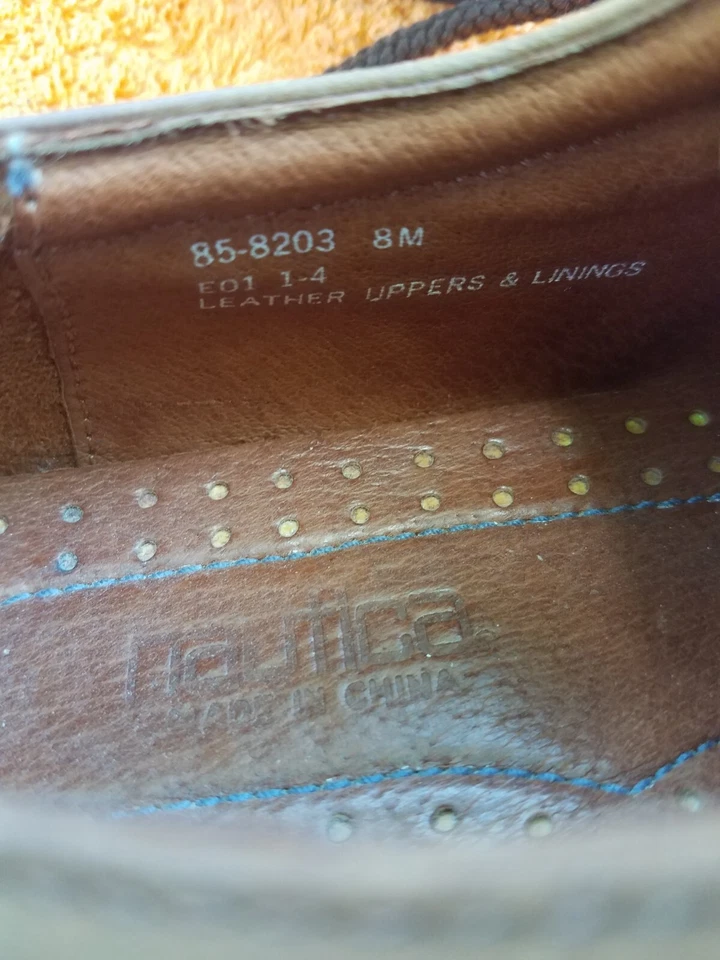 85-8203 8M
E01 1-4
LEATHER UPPERS & LININGS
nautica
MADE IN CHINA